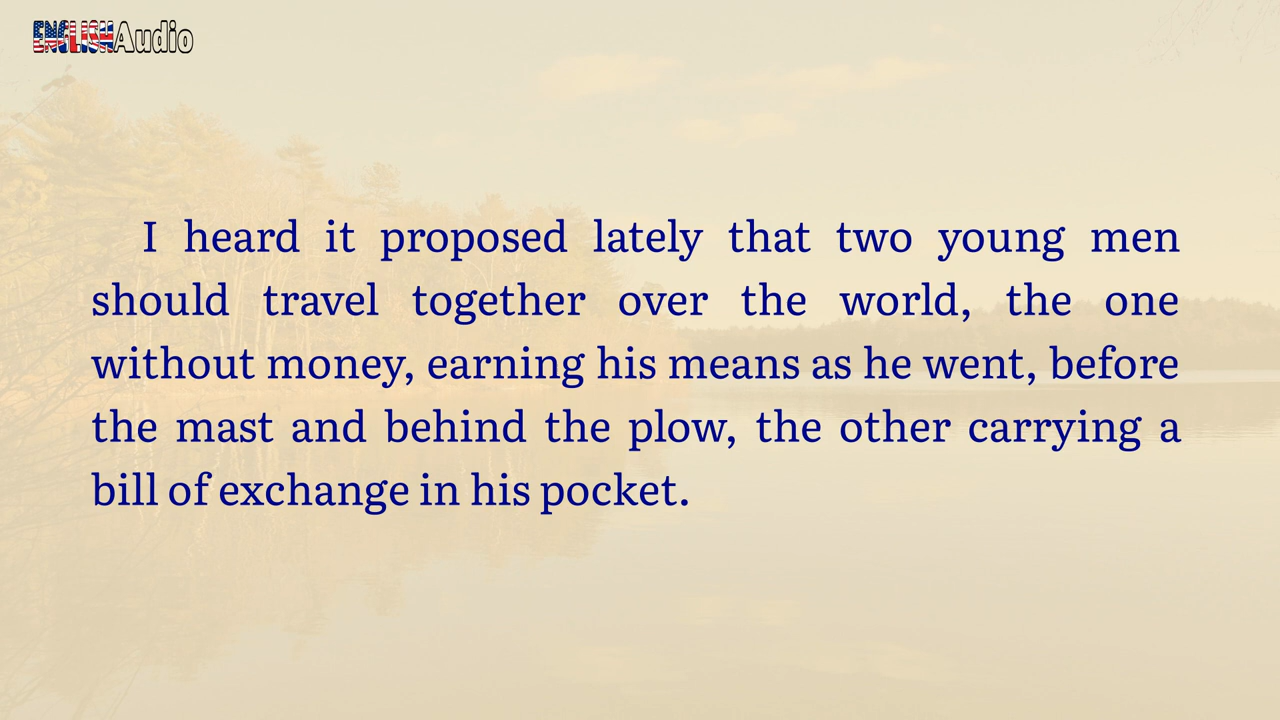 ENGLISHAudio
I heard it proposed lately that two young men
should travel together over the world, the one
without money, earning his means as he went, before
the mast and behind the plow, the other carrying a
bill of exchange in his pocket.